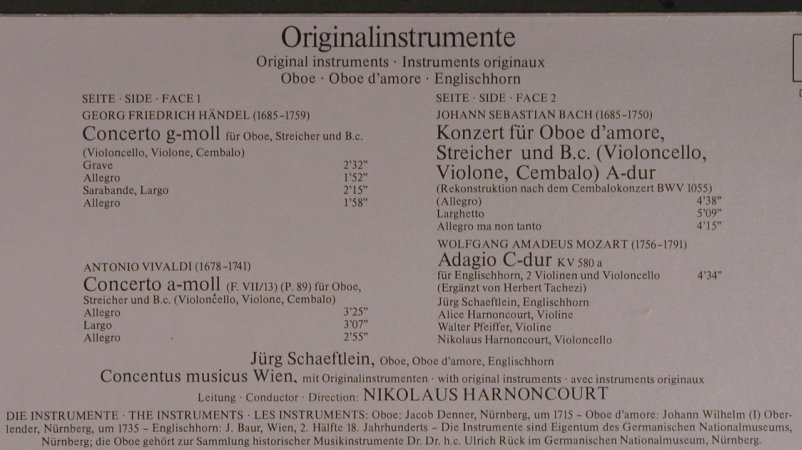 Originalinstrumente
Original instruments · Instruments originaux
Oboe · Oboe d'amore · Englischhorn
SEITE · SIDE · FACE 1
GEORG FRIEDRICH HÄNDEL (1685–1759)
Concerto g-moll für Oboe, Streicher und B.c.
(Violoncello, Violone, Cembalo)
Grave 2'32"
Allegro 1'52"
Sarabande, Largo 2'15"
Allegro 1'58"
ANTONIO VIVALDI (1678–1741)
Concerto a-moll (F. VII/13) (P. 89) für Oboe,
Streicher und B.c. (Violoncello, Violone, Cembalo)
Allegro 3'25"
Largo 3'07"
Allegro 2'55"
SEITE · SIDE · FACE 2
JOHANN SEBASTIAN BACH (1685–1750)
Konzert für Oboe d'amore,
Streicher und B.c. (Violoncello,
Violone, Cembalo) A-dur
(Rekonstruktion nach dem Cembalokonzert BWV 1055)
(Allegro) 4'38"
Larghetto 5'09"
Allegro ma non tanto 4'15"
WOLFGANG AMADEUS MOZART (1756–1791)
Adagio C-dur KV 580 a
für Englischhorn, 2 Violinen und Violoncello 4'34"
(Ergänzt von Herbert Tachezi)
Jürg Schaeftlein, Englischhorn
Alice Harnoncourt, Violine
Walter Pfeiffer, Violine
Nikolaus Harnoncourt, Violoncello
Jürg Schaeftlein, Oboe, Oboe d'amore, Englischhorn
Concentus musicus Wien, mit Originalinstrumenten · with original instruments · avec instruments originaux
Leitung · Conductor · Direction: NIKOLAUS HARNONCOURT
DIE INSTRUMENTE · THE INSTRUMENTS · LES INSTRUMENTS: Oboe: Jacob Denner, Nürnberg, um 1715 – Oboe d'amore: Johann Wilhelm (I) Ober-
lender, Nürnberg, um 1735 – Englischhorn: J. Baur, Wien, 2. Hälfte 18. Jahrhunderts – Die Instrumente sind Eigentum des Germanischen Nationalmuseums,
Nürnberg; die Oboe gehört zur Sammlung historischer Musikinstrumente Dr. Dr. h.c. Ulrich Rück im Germanischen Nationalmuseum, Nürnberg.